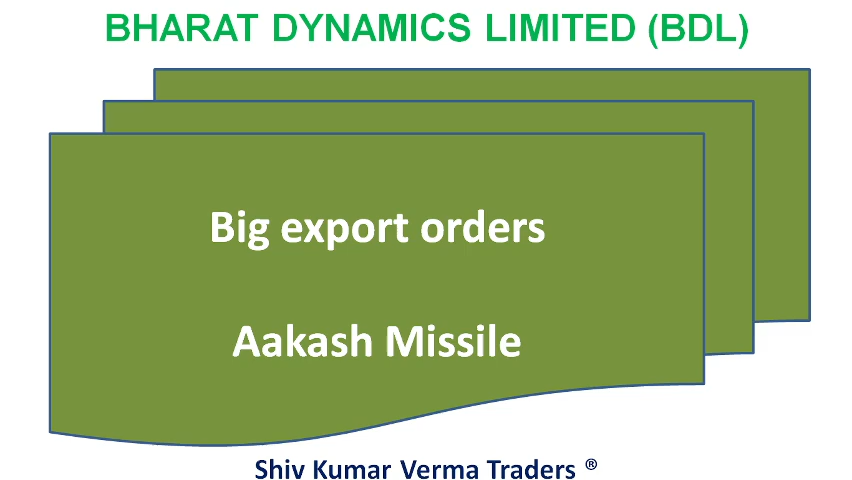 BHARAT DYNAMICS LIMITED (BDL)
Big export orders
Aakash Missile
Shiv Kumar Verma Traders ®